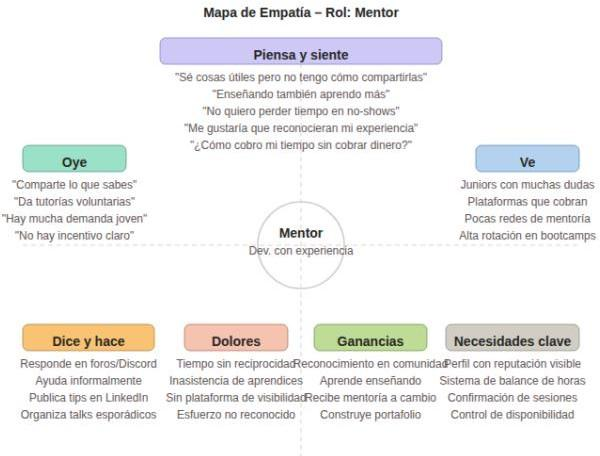 Mapa de Empatía – Rol: Mentor
Piensa y siente
"Sé cosas útiles pero no tengo cómo compartirlas"
"Enseñando también aprendo más"
"No quiero perder tiempo en no-shows"
"Me gustaría que reconocieran mi experiencia"
"¿Cómo cobro mi tiempo sin cobrar dinero?"
Oye
"Comparte lo que sabes"
"Da tutorías voluntarias"
"Hay mucha demanda joven"
"No hay incentivo claro"
Ve
Juniors con muchas dudas
Plataformas que cobran
Pocas redes de mentoría
Alta rotación en bootcamps
Mentor
Dev. con experiencia
Dice y hace
Responde en foros/Discord
Ayuda informalmente
Publica tips en LinkedIn
Organiza talks esporádicos
Dolores
Tiempo sin reciprocidad
Inasistencia de aprendices
Sin plataforma de visibilidad
Esfuerzo no reconocido
Ganancias
Reconocimiento en comunidad
Aprende enseñando
Recibe mentoría a cambio
Construye portafolio
Necesidades clave
Perfil con reputación visible
Sistema de balance de horas
Confirmación de sesiones
Control de disponibilidad